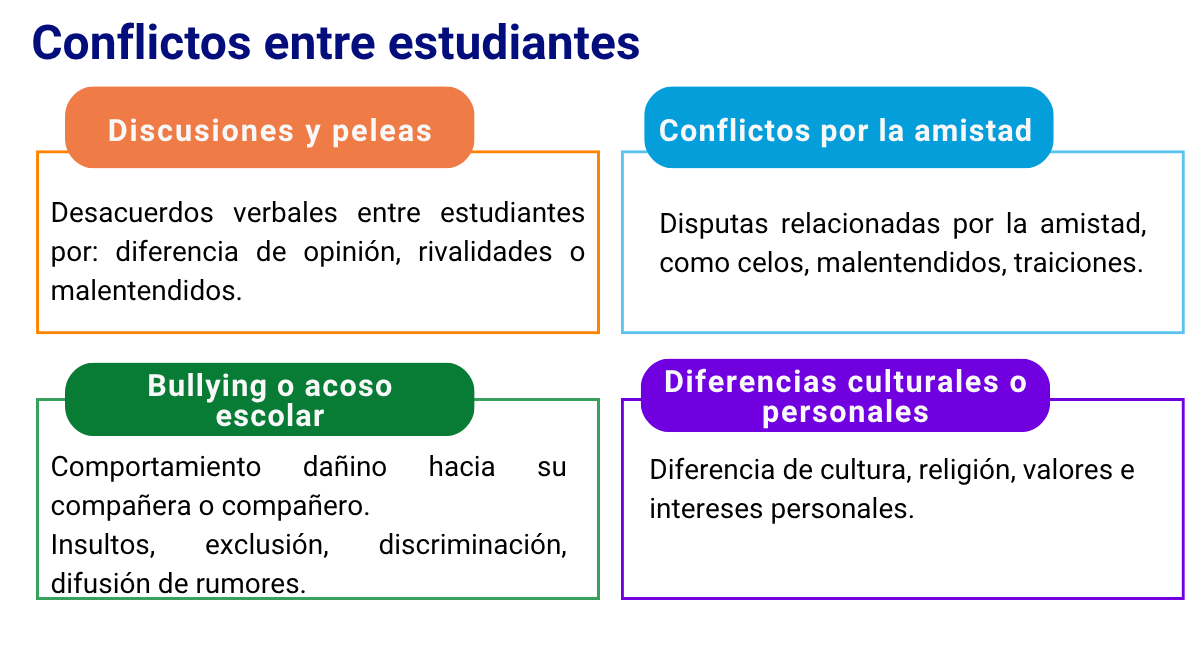 Conflictos entre estudiantes
Discusiones y peleas
Desacuerdos verbales entre estudiantes
por: diferencia de opinión, rivalidades o
malentendidos.
Conflictos por la amistad
Disputas relacionadas por la amistad,
como celos, malentendidos, traiciones.
Bullying o acoso
escolar
Comportamiento dañino hacia su
compañera o compañero.
Insultos, exclusión, discriminación,
difusión de rumores.
Diferencias culturales o
personales
Diferencia de cultura, religión, valores e
intereses personales.